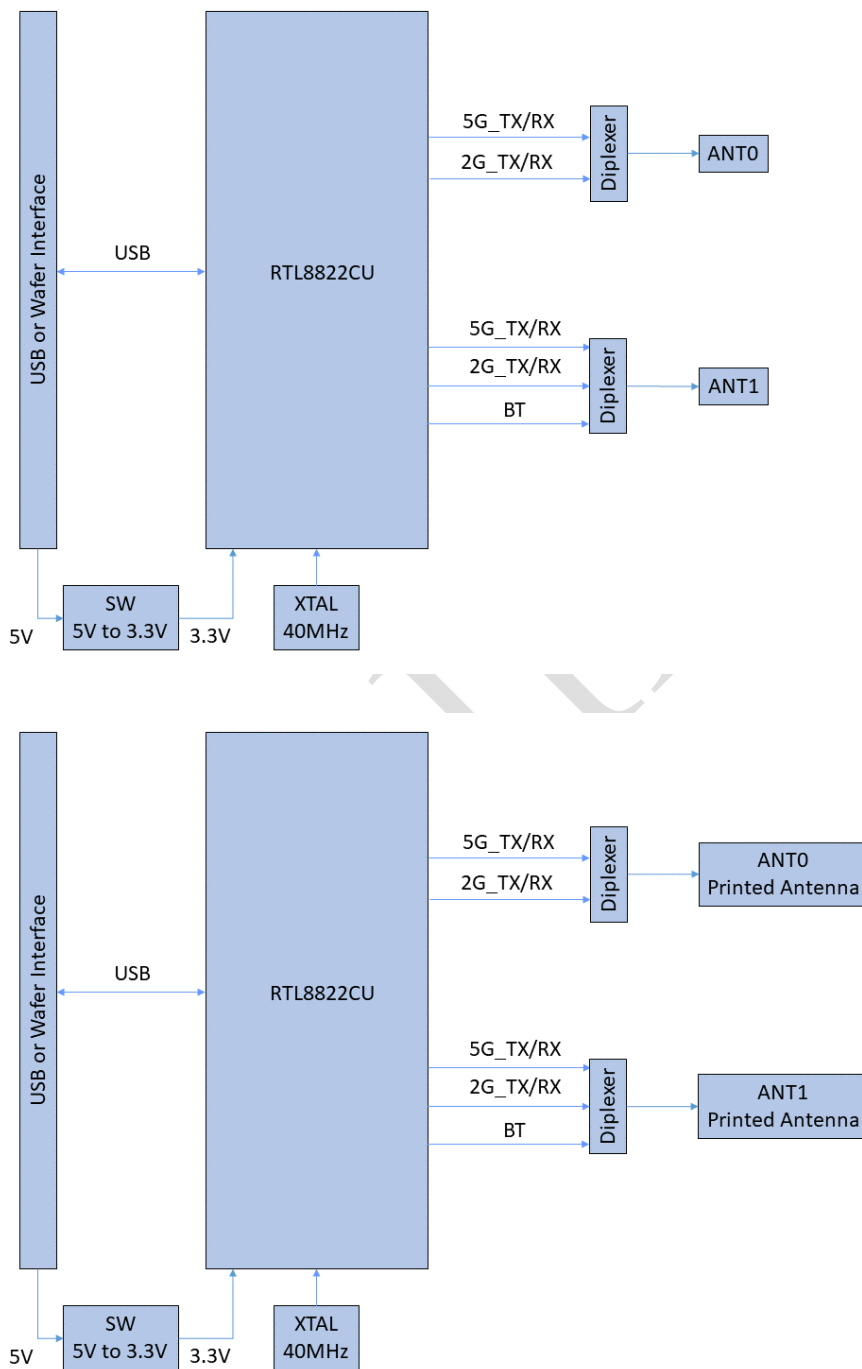 5G_TX/RX
2G_TX/RX
Diplexer
ANT0
USB or Wafer Interface
USB
RTL8822CU
5G_TX/RX
2G_TX/RX
BT
Diplexer
ANT1
5V
SW
5V to 3.3V
3.3V
XTAL
40MHz
5G_TX/RX
2G_TX/RX
Diplexer
ANT0
Printed Antenna
USB or Wafer Interface
USB
RTL8822CU
5G_TX/RX
2G_TX/RX
BT
Diplexer
ANT1
Printed Antenna
5V
SW
5V to 3.3V
3.3V
XTAL
40MHz